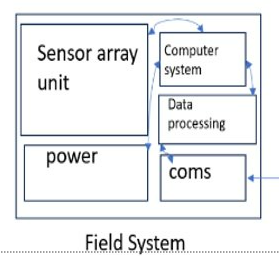 Sensor array
unit
Computer
system
Data
processing
power
coms
Field System